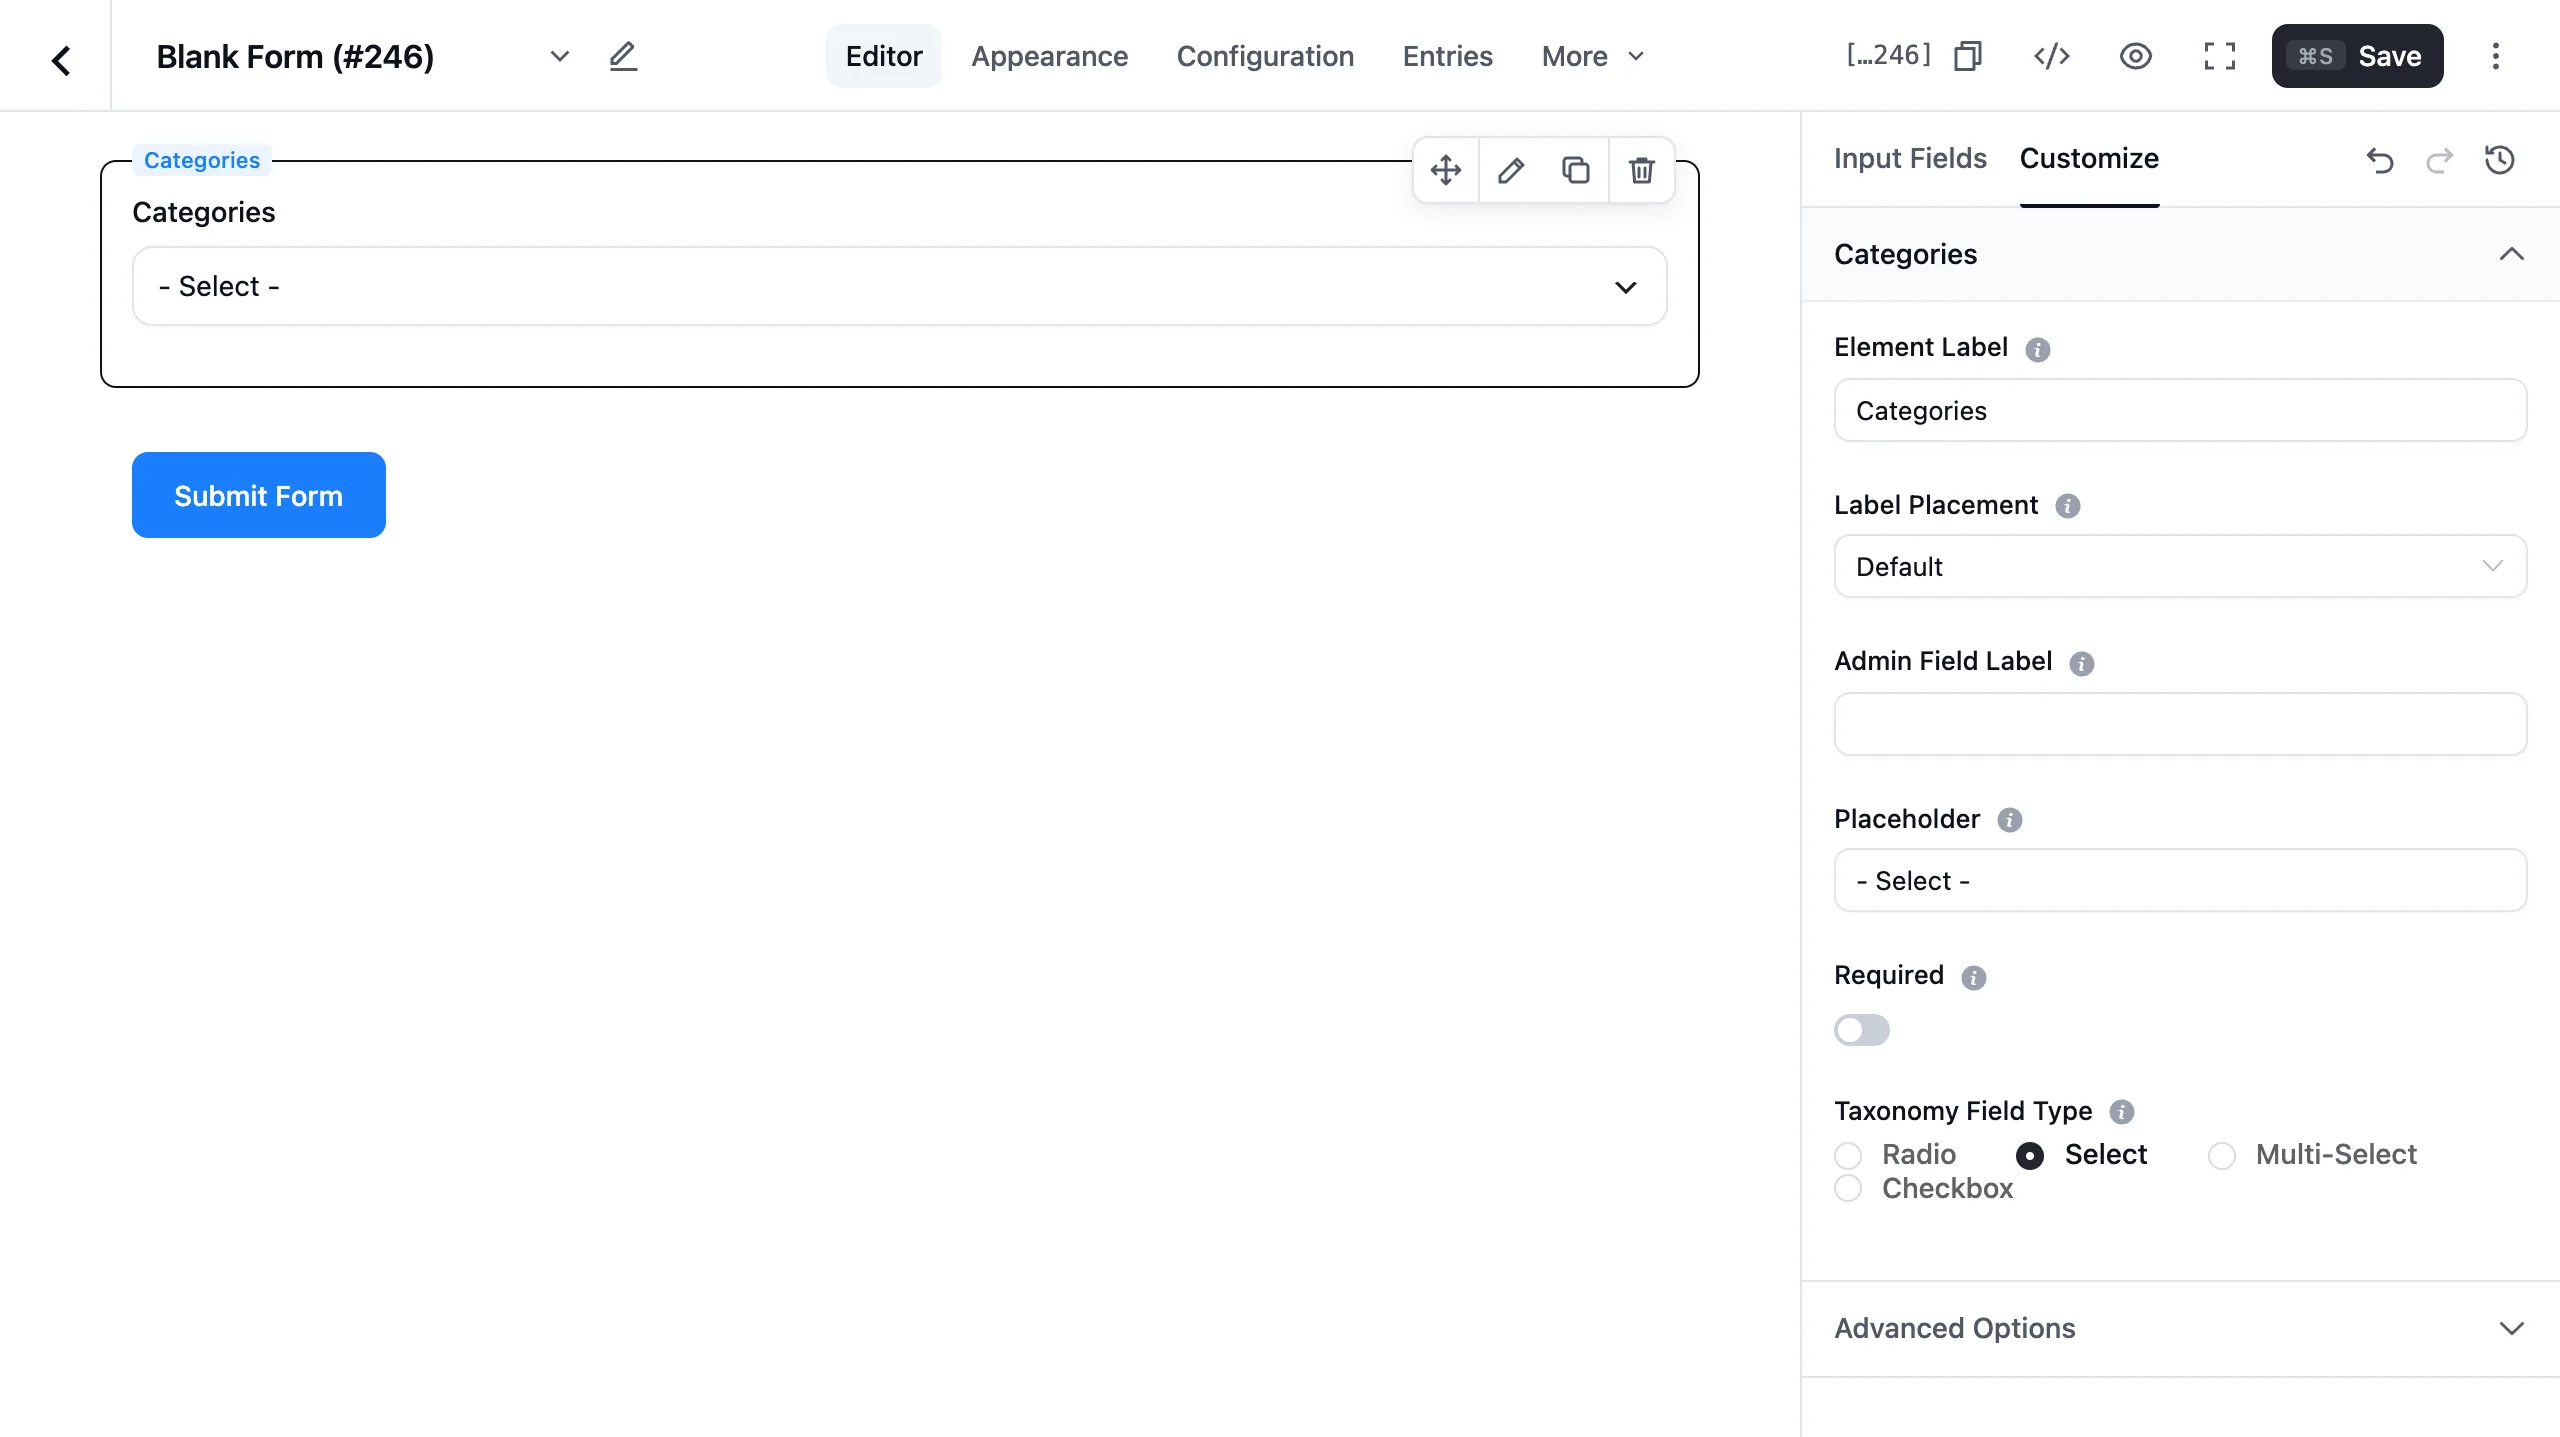 Blank Form (#246)
Editor
Appearance
Configuration
Entries
More
[…246]
⌘S Save
Categories
Categories
- Select -
Submit Form
Input Fields
Customize
Categories
Element Label
Categories
Label Placement
Default
Admin Field Label
Placeholder
- Select -
Required
Taxonomy Field Type
Radio
Select
Multi-Select
Checkbox
Advanced Options